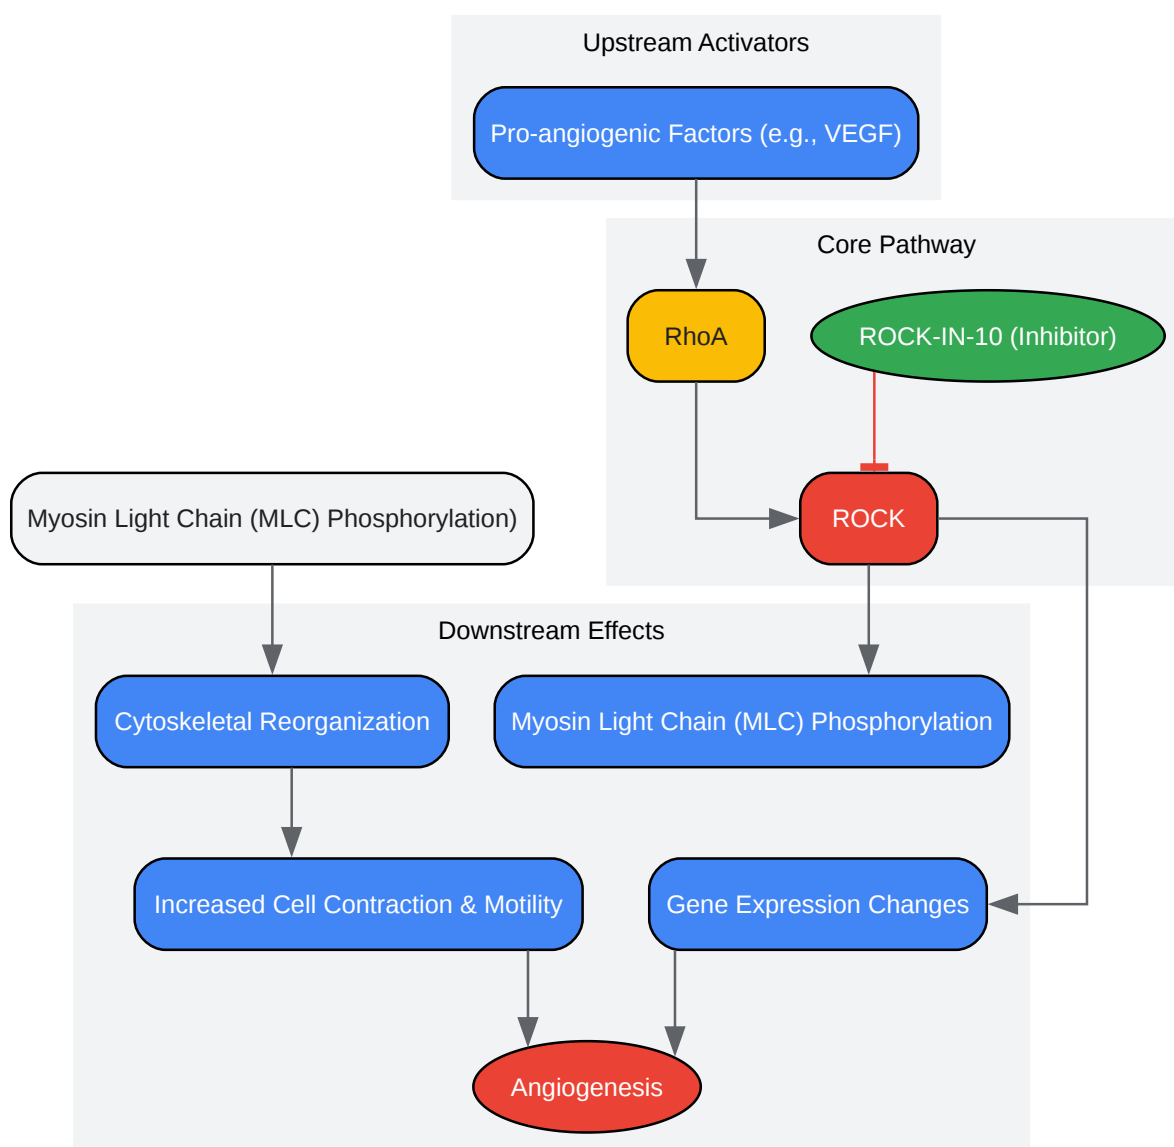 Upstream Activators
Pro-angiogenic Factors (e.g., VEGF)
Core Pathway
RhoA
ROCK-IN-10 (Inhibitor)
Myosin Light Chain (MLC) Phosphorylation)
ROCK
Downstream Effects
Cytoskeletal Reorganization
Myosin Light Chain (MLC) Phosphorylation
Increased Cell Contraction & Motility
Gene Expression Changes
Angiogenesis